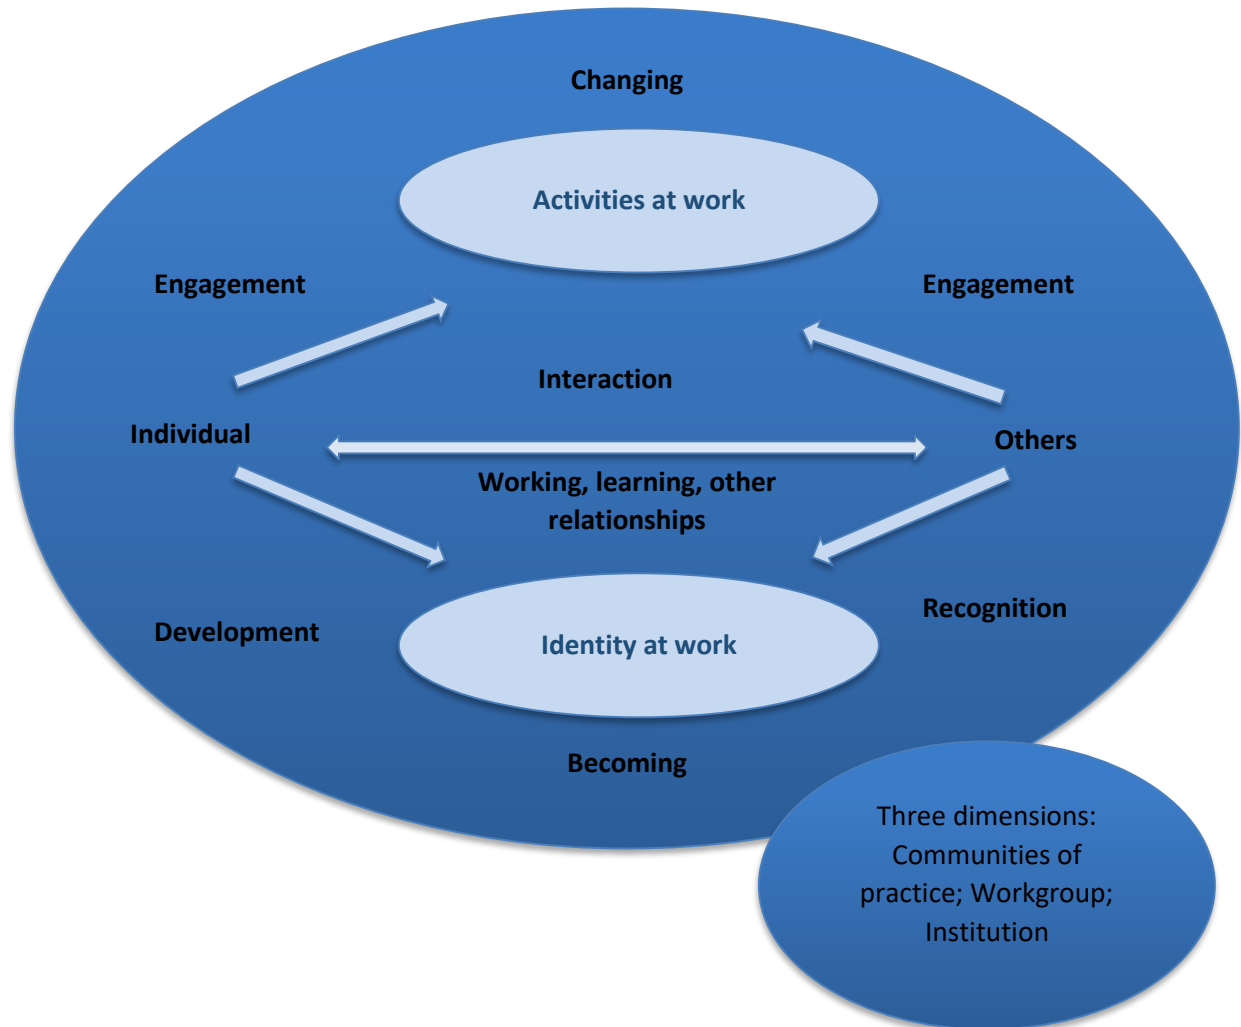 Changing
Activities at work
Engagement
Engagement
Interaction
Individual
Others
Working, learning, other
relationships
Development
Recognition
Identity at work
Becoming
Three dimensions:
Communities of
practice; Workgroup;
Institution